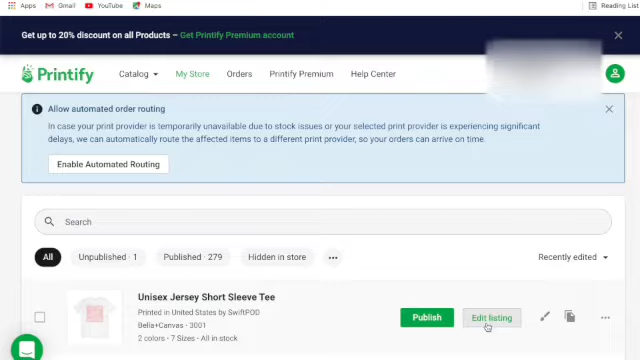 Apps Gmail YouTube Maps Reading List
Get up to 20% discount on all Products – Get Printify Premium account
Printify Catalog My Store Orders Printify Premium Help Center
Allow automated order routing
In case your print provider is temporarily unavailable due to stock issues or your selected print provider is experiencing significant
delays, we can automatically route the affected items to a different print provider, so your orders can arrive on time.
Enable Automated Routing
Search
All Unpublished · 1 Published · 279 Hidden in store Recently edited
Unisex Jersey Short Sleeve Tee
Printed in United States by SwiftPOD
Publish Edit listing
Bella+Canvas · 3001
2 colors · 7 Sizes · All in stock